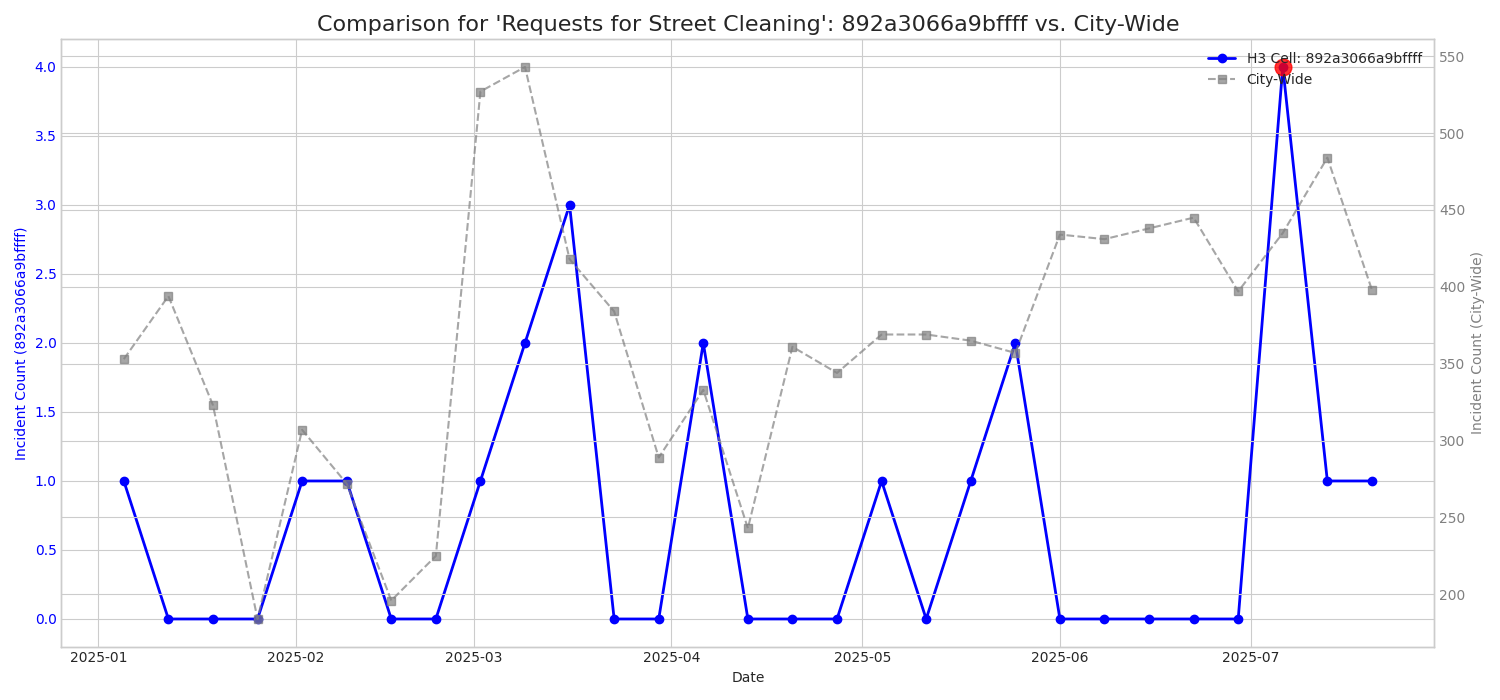 Comparison for 'Requests for Street Cleaning': 892a3066a9bffff vs. City-Wide
H3 Cell: 892a3066a9bffff
City-Wide
Incident Count (892a3066a9bffff)
4.0
3.5
3.0
2.5
2.0
1.5
1.0
0.5
0.0
550
500
450
400
350
300
250
200
Incident Count (City-Wide)
2025-01 2025-02 2025-03 2025-04 2025-05 2025-06 2025-07
Date